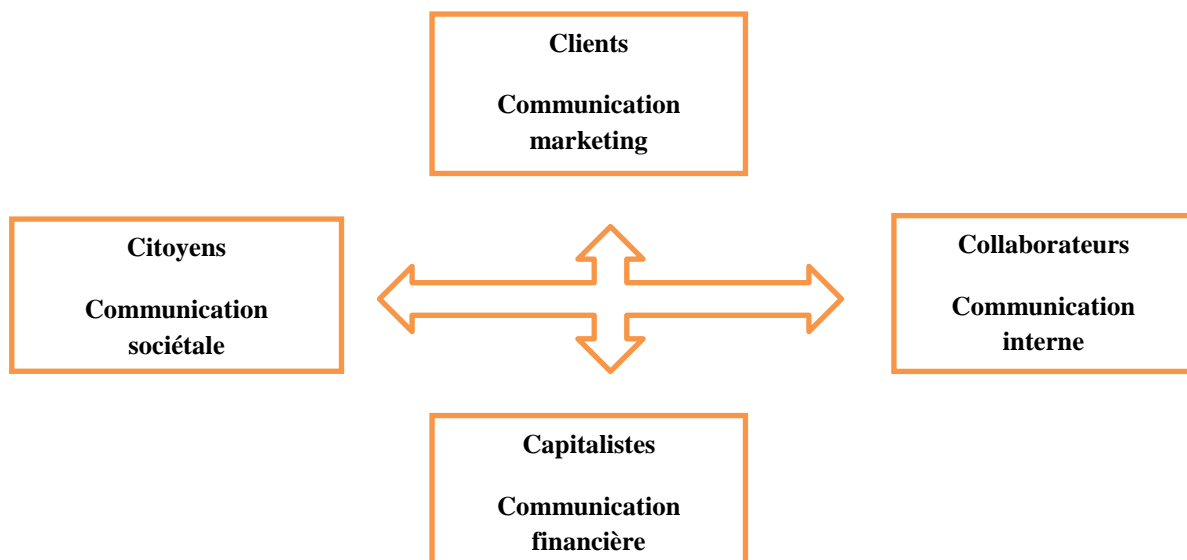 Clients
Communication
marketing
Citoyens
Communication
sociétale
Collaborateurs
Communication
interne
Capitalistes
Communication
financière